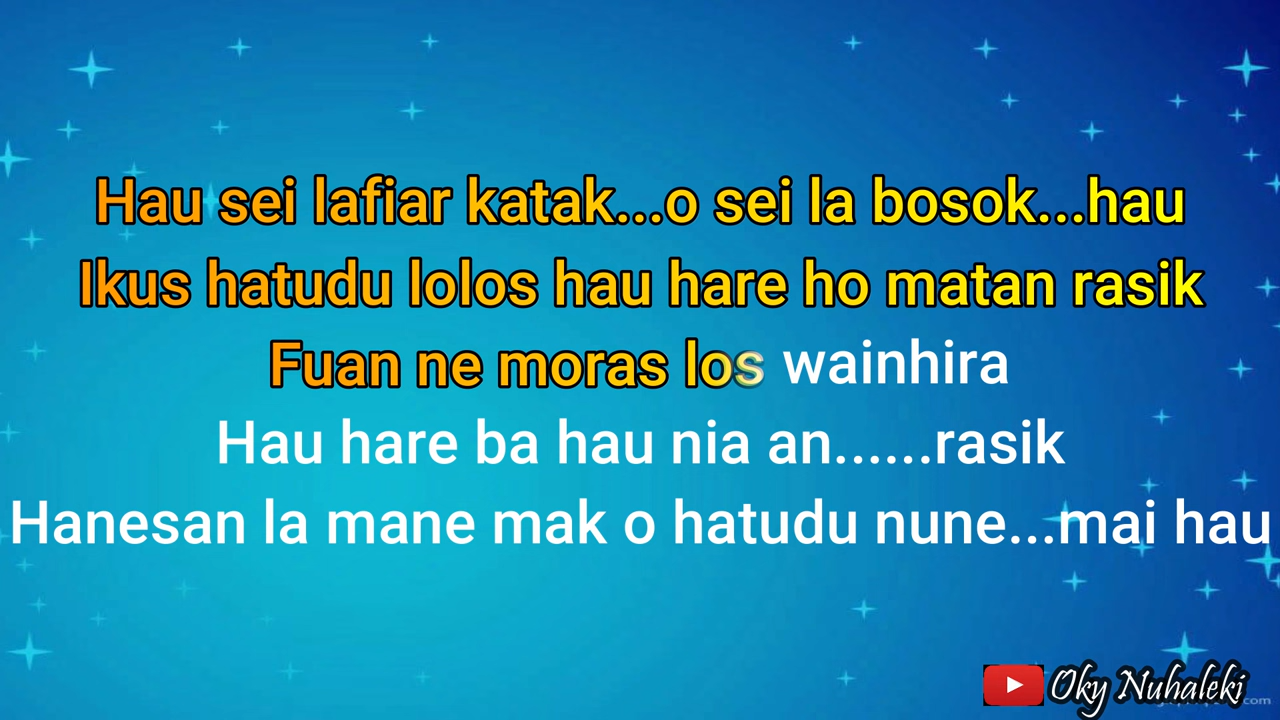 Hau sei lafiar katak...o sei la bosok...hau
Ikus hatudu lolos hau hare ho matan rasik
Fuan ne moras los wainhira
Hau hare ba hau nia an......rasik
Hanesan la mane mak o hatudu nune...mai hau
Oky Nuhaleki